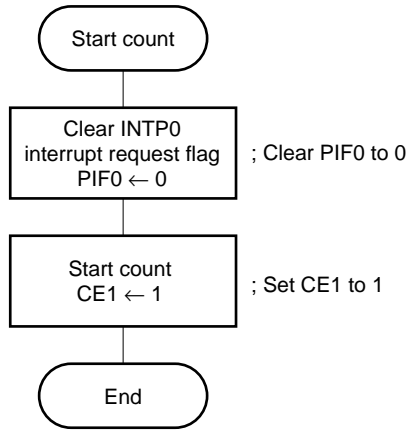 Start count
Clear INTP0
interrupt request flag
PIF0 ← 0
; Clear PIF0 to 0
Start count
CE1 ← 1
; Set CE1 to 1
End